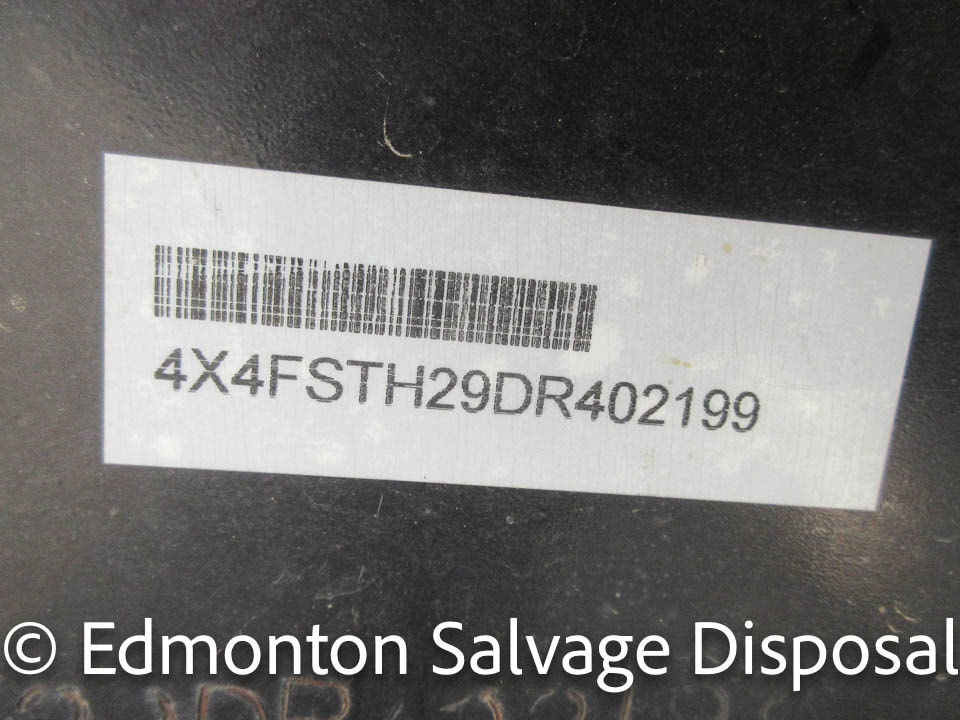 4X4FSTH29DR402199
© Edmonton Salvage Disposal